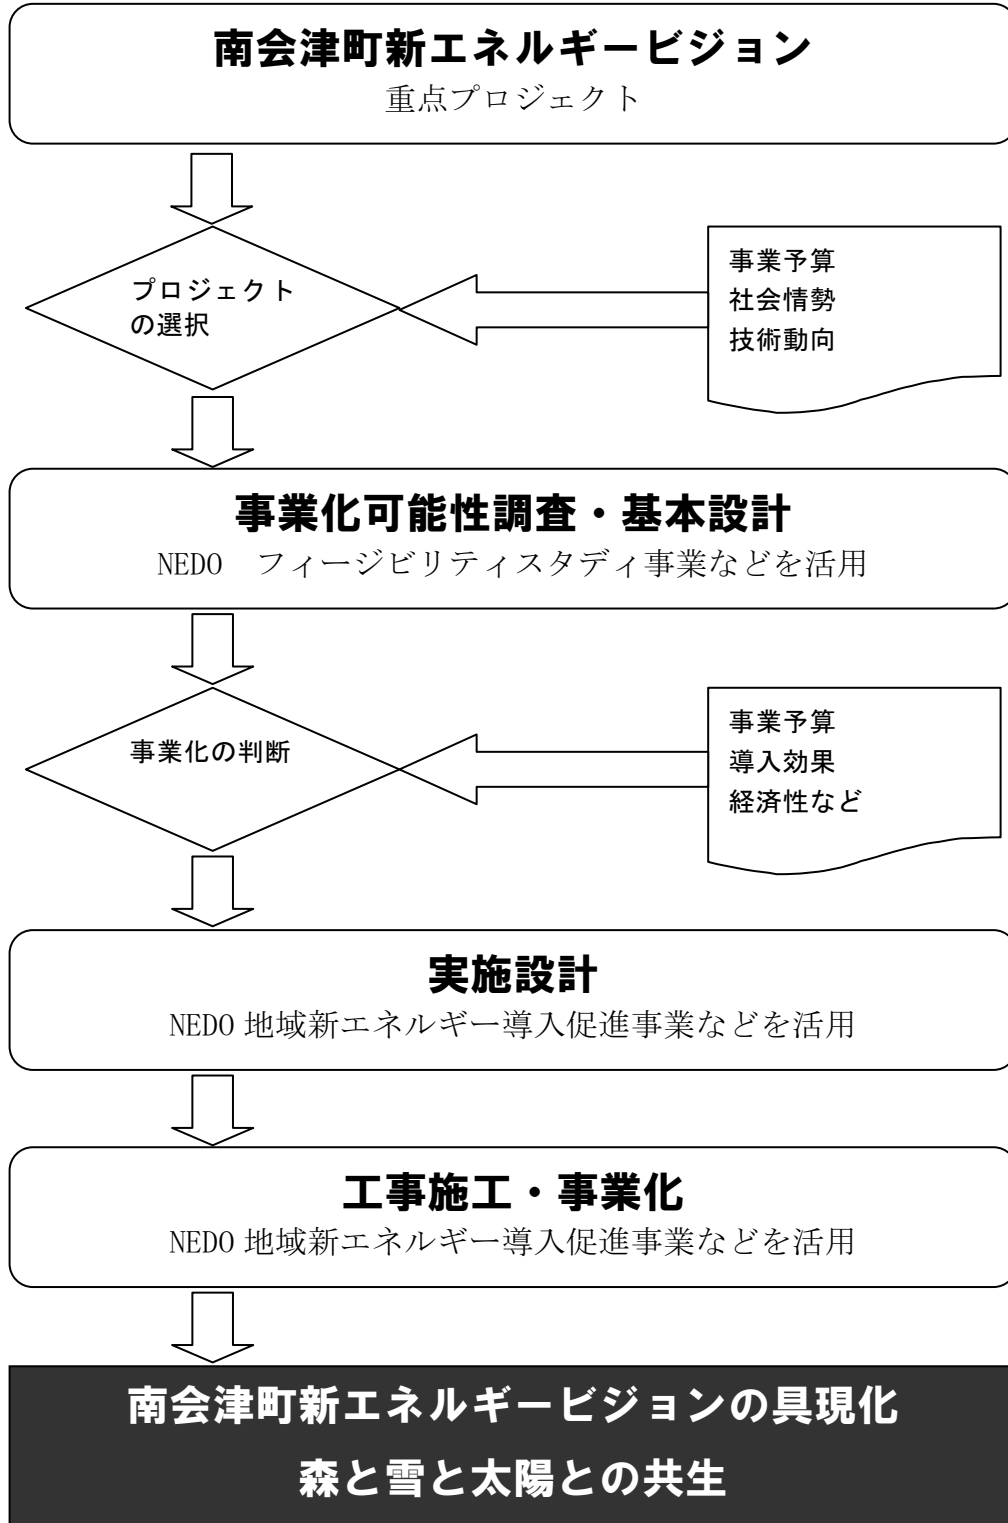 南会津町新エネルギービジョン
重点プロジェクト
プロジェクト
の選択
事業予算
社会情勢
技術動向
事業化可能性調査・基本設計
NEDO　フィージビリティスタディ事業などを活用
事業化の判断
事業予算
導入効果
経済性など
実施設計
NEDO 地域新エネルギー導入促進事業などを活用
工事施工・事業化
NEDO 地域新エネルギー導入促進事業などを活用
南会津町新エネルギービジョンの具現化
森と雪と太陽との共生